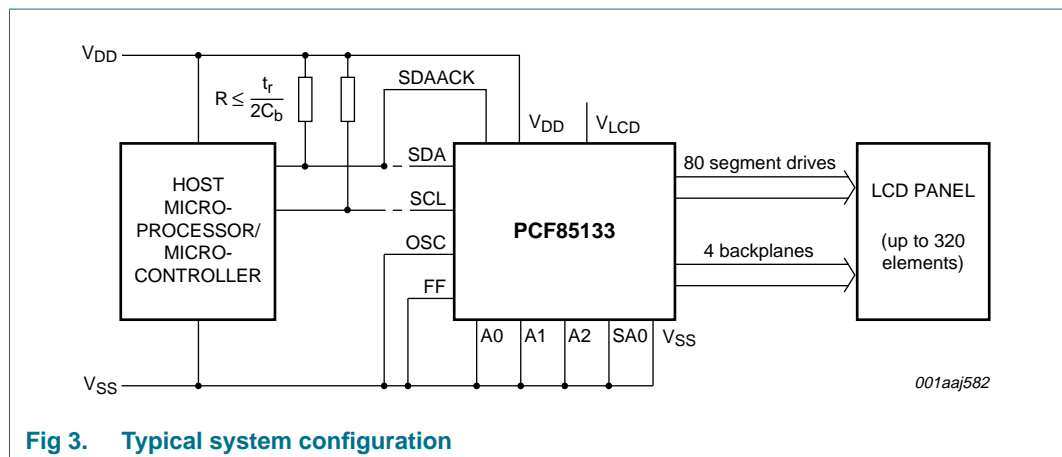 VDD
SDAACK
R ≤ tr
2Cb
VDD
VLCD
SDA
SCL
OSC
FF
HOST
MICRO-
PROCESSOR/
MICRO-
CONTROLLER
PCF85133
80 segment drives
4 backplanes
LCD PANEL
(up to 320
elements)
A0
A1
A2
SA0
VSS
VSS
001aaj582
Fig 3. Typical system configuration